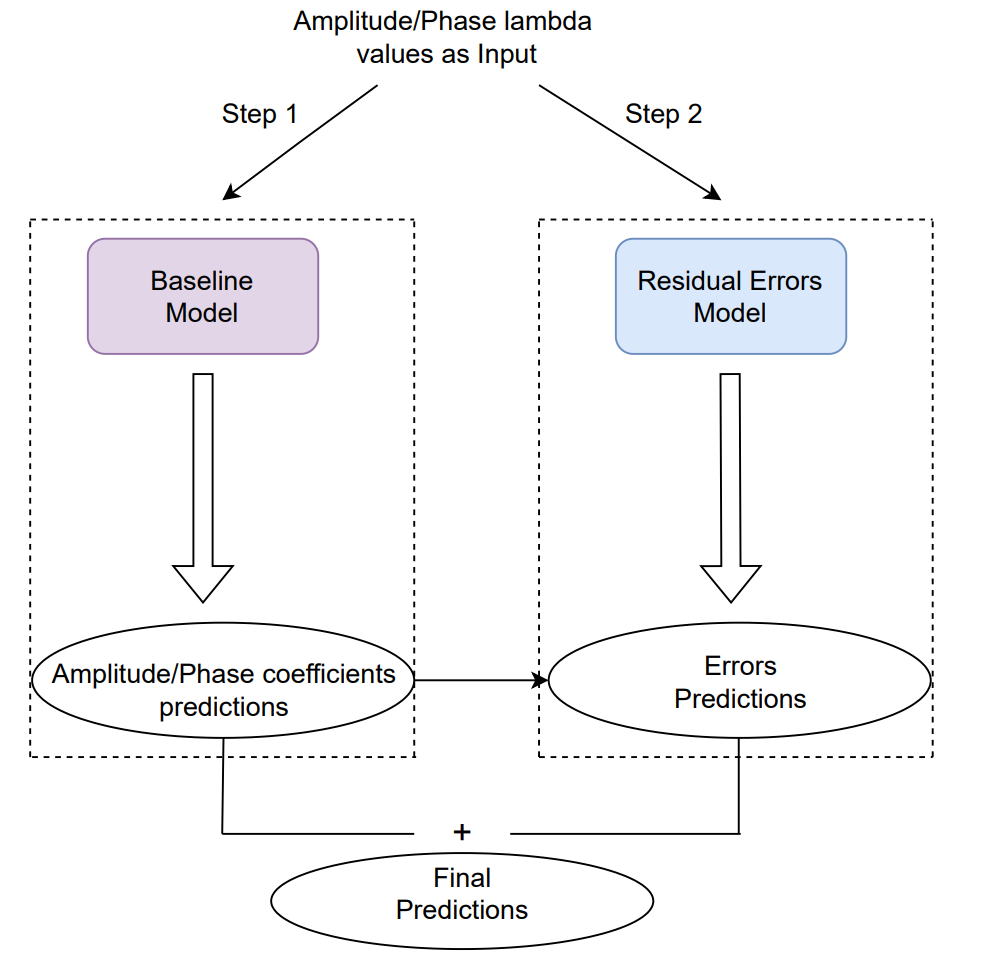 Amplitude/Phase lambda
values as Input
Step 1
Step 2
Baseline
Model
Residual Errors
Model
Amplitude/Phase coefficients
predictions
Errors
Predictions
+
Final
Predictions